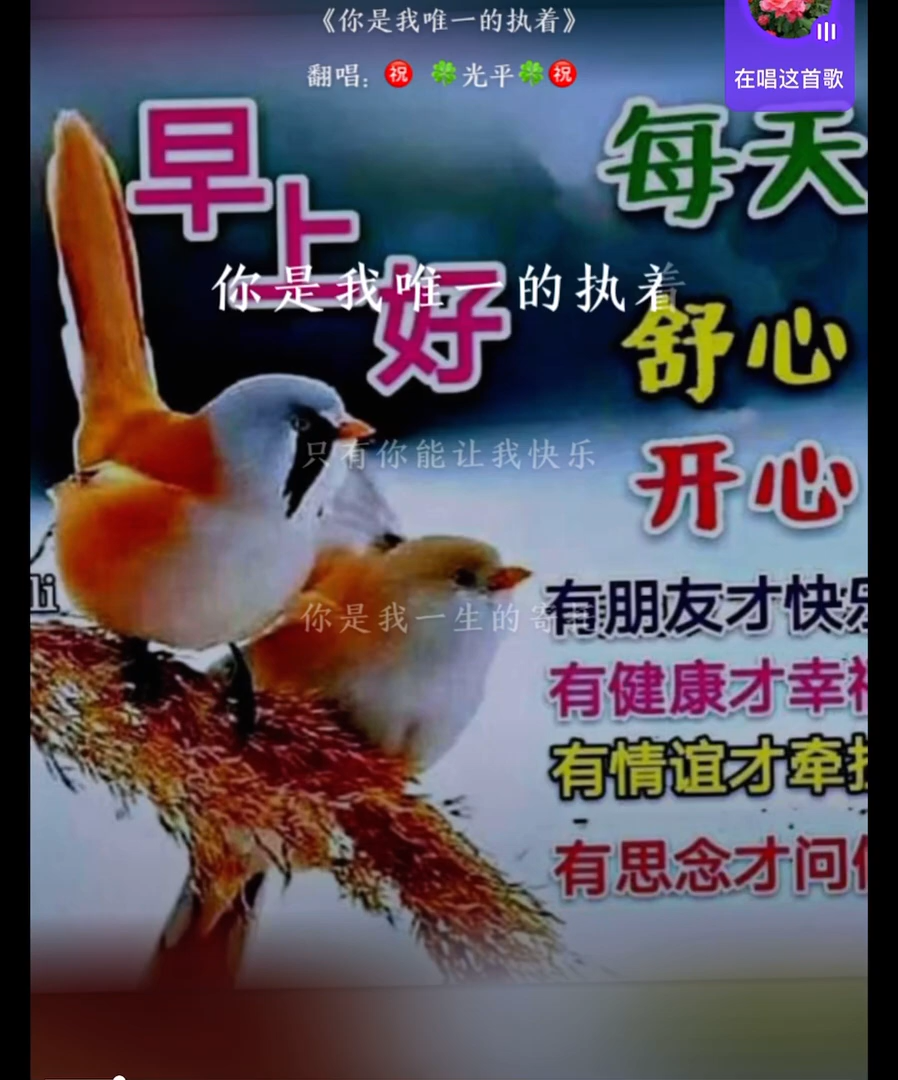 《你是我唯一的执着》
翻唱：祝 🍀光平🍀祝
在唱这首歌
早上好
每天
你是我唯一的执着
舒心
开心
只有你能让我快乐
你是我一生的寄
有朋友才快乐
有健康才幸
有情谊才牵
有思念才问